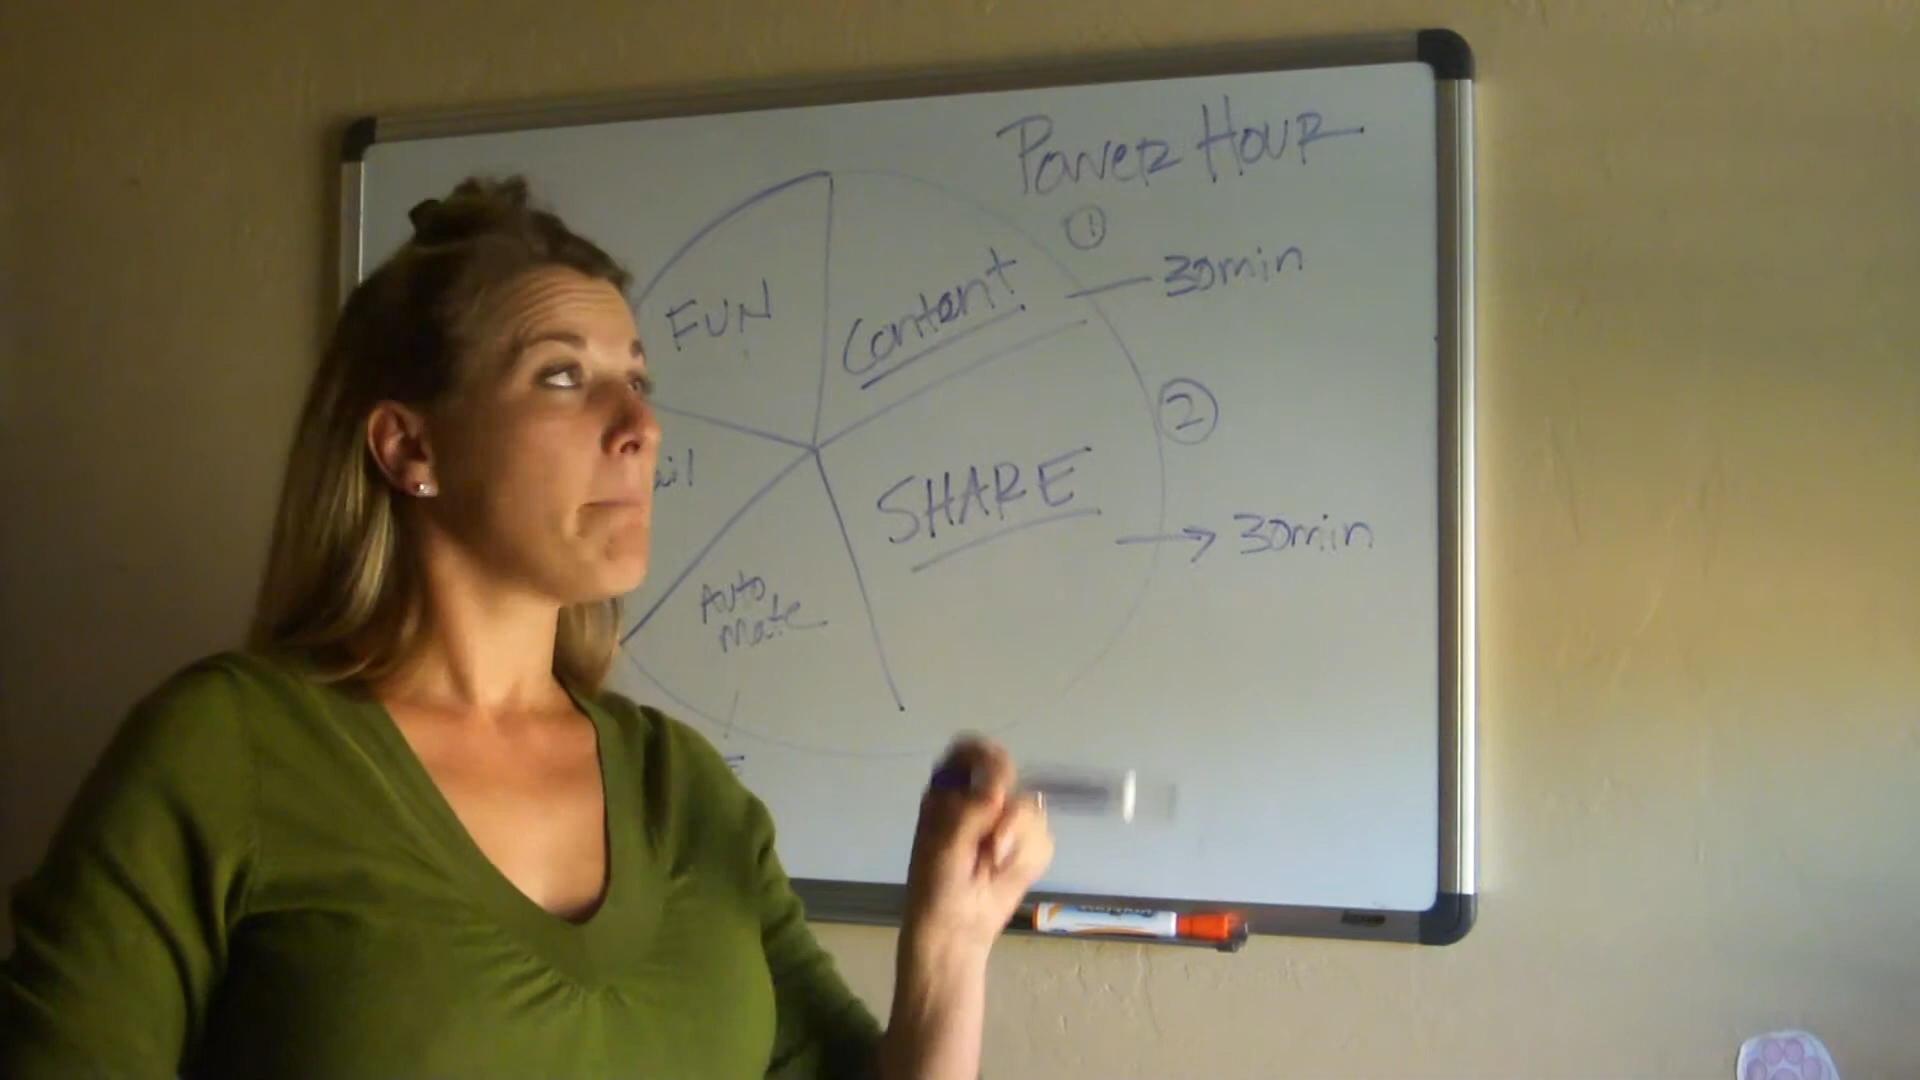 Power Hour
①
30min
FUN
Content
②
SHARE
30min
Auto
mate